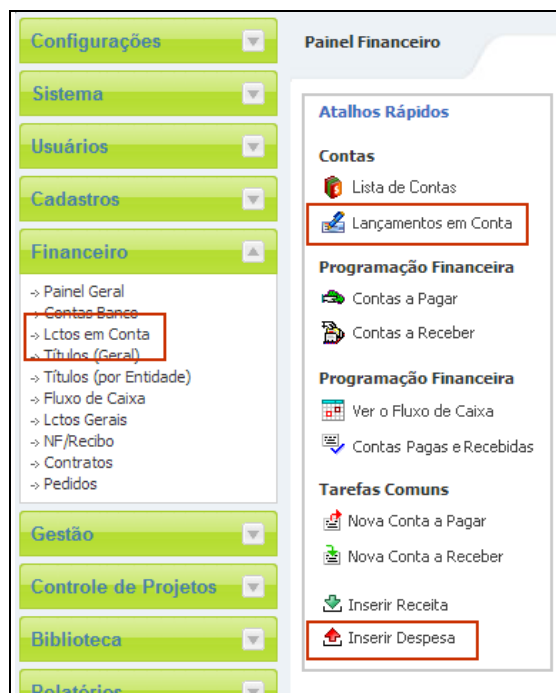 Configurações
Sistema
Usuários
Cadastros
Financeiro
-> Painel Geral
-> Contas Banco
-> Lctos em Conta
-> Títulos (Geral)
-> Títulos (por Entidade)
-> Fluxo de Caixa
-> Lctos Gerais
-> NF/Recibo
-> Contratos
-> Pedidos
Gestão
Controle de Projetos
Biblioteca
Relatórios
Painel Financeiro
Atalhos Rápidos
Contas
Lista de Contas
Lançamentos em Conta
Programação Financeira
Contas a Pagar
Contas a Receber
Programação Financeira
Ver o Fluxo de Caixa
Contas Pagas e Recebidas
Tarefas Comuns
Nova Conta a Pagar
Nova Conta a Receber
Inserir Receita
Inserir Despesa